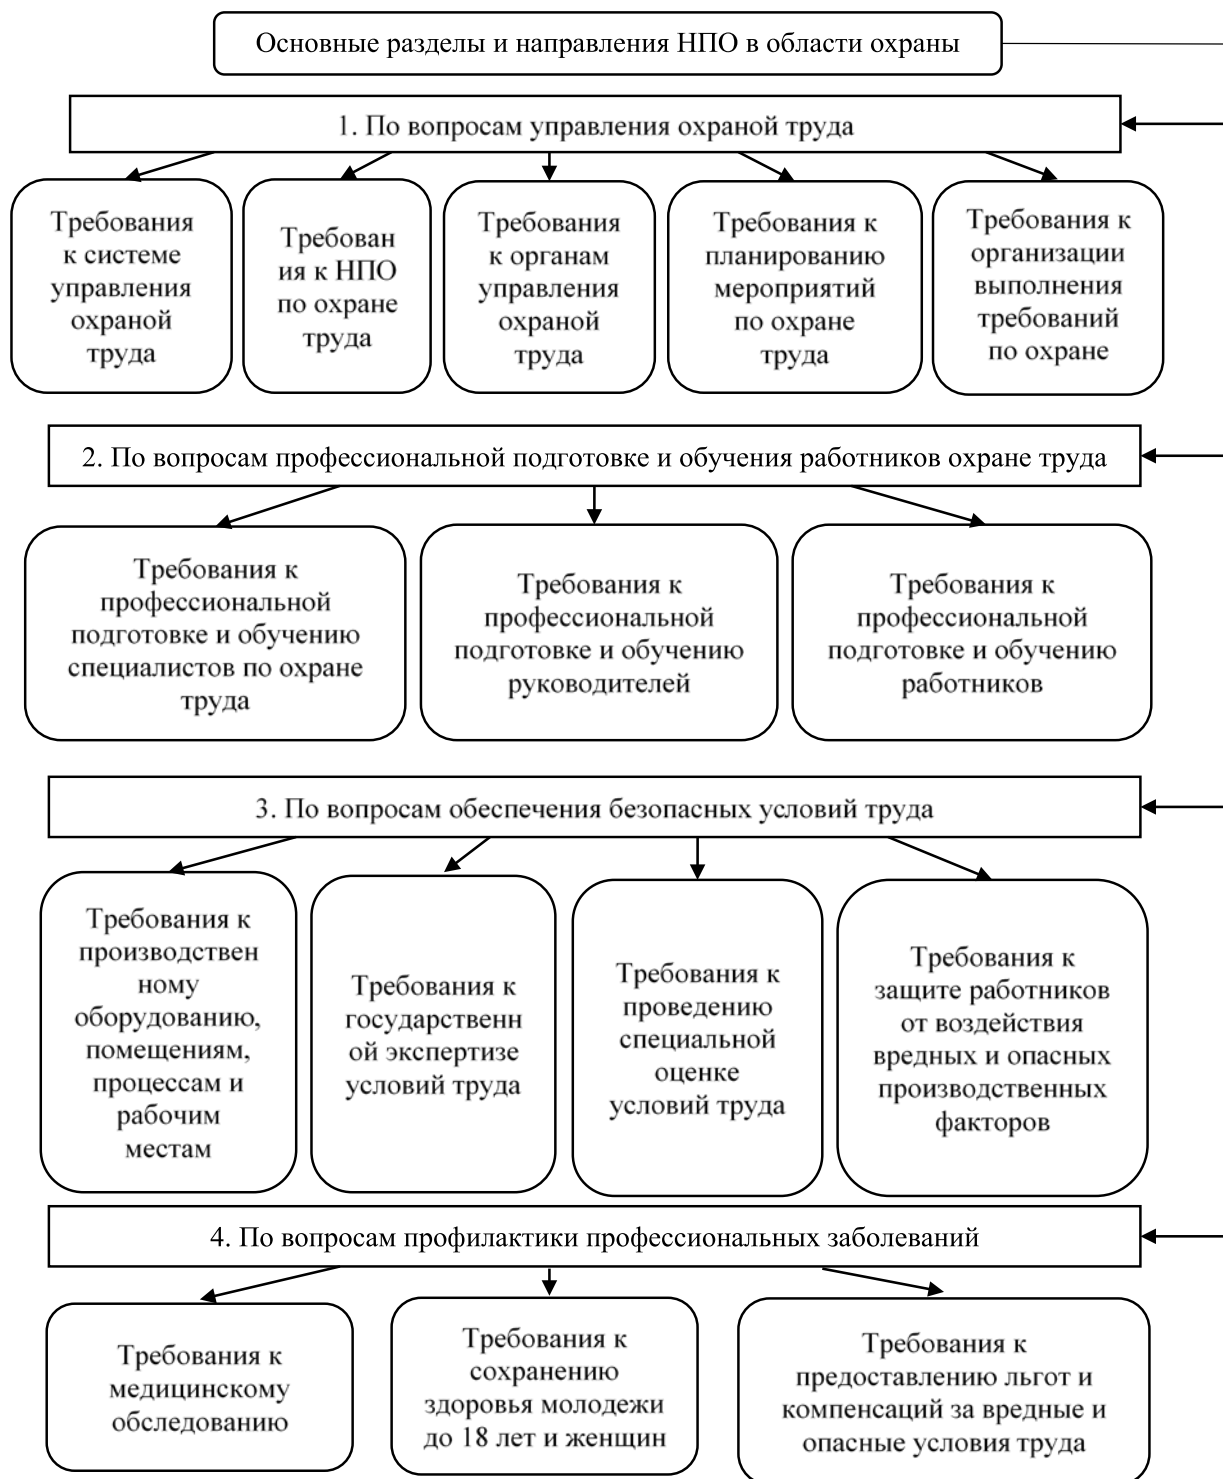 Основные разделы и направления НПО в области охраны
1. По вопросам управления охраной труда
Требования
к системе
управления
охраной
труда
Требован
ия к НПО
по охране
труда
Требования
к органам
управления
охраной
труда
Требования к
планированию
мероприятий
по охране
труда
Требования к
организации
выполнения
требований
по охране
2. По вопросам профессиональной подготовке и обучения работников охране труда
Требования к
профессиональной
подготовке и обучению
специалистов по охране
труда
Требования к
профессиональной
подготовке и обучению
руководителей
Требования к
профессиональной
подготовке и обучению
работников
3. По вопросам обеспечения безопасных условий труда
Требования к
производствен
ному
оборудованию,
помещениям,
процессам и
рабочим
местам
Требования к
государственн
ой экспертизе
условий труда
Требования к
проведению
специальной
оценке
условий труда
Требования к
защите работников
от воздействия
вредных и опасных
производственных
факторов
4. По вопросам профилактики профессиональных заболеваний
Требования к
медицинскому
обследованию
Требования к
сохранению
здоровья молодежи
до 18 лет и женщин
Требования к
предоставлению льгот и
компенсаций за вредные и
опасные условия труда